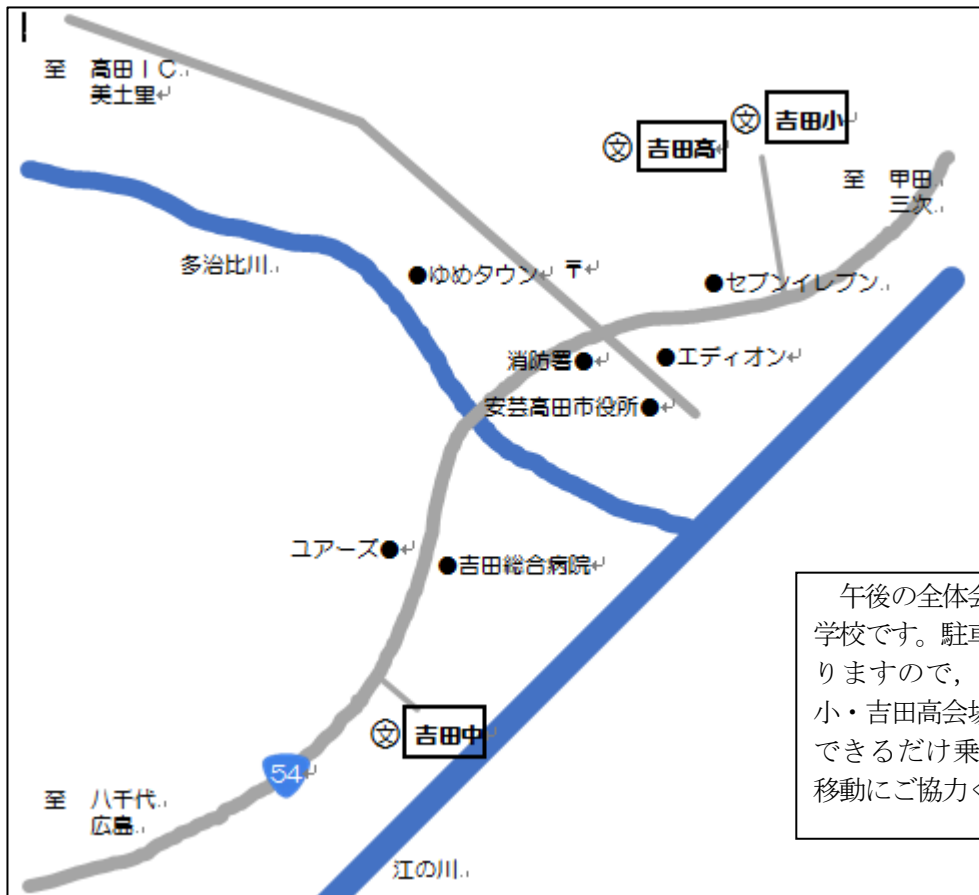 至 高田ＩＣ
美土里
文 吉田小
文 吉田高
至 甲田
三次
多治比川
●ゆめタウン
〒
●セブンイレブン
消防署●
●エディオン
安芸高田市役所●
ユアーズ●
●吉田総合病院
午後の全体会
学校です。駐車
りますので，
小・吉田高会場
できるだけ乗
移動にご協力く
文 吉田中
54
至 八千代
広島
江の川